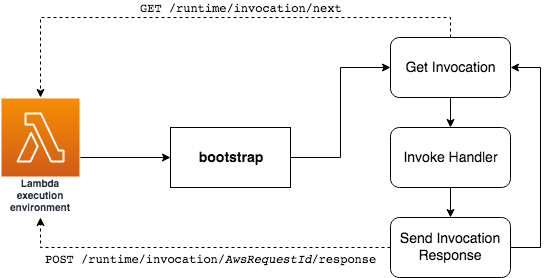 GET /runtime/invocation/next
Get Invocation
bootstrap
Invoke Handler
Lambda
execution
environment
Send Invocation
Response
POST /runtime/invocation/AwsRequestId/response